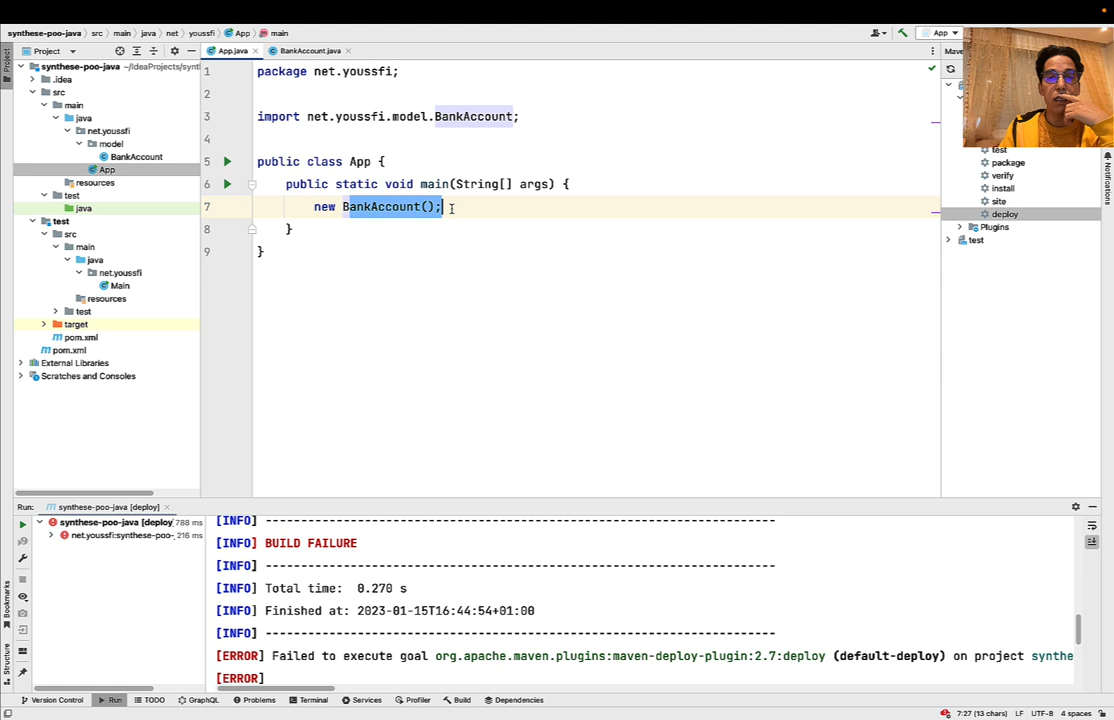 synthese-poo-java > src > main > java > net > youssfi > App > main
App
Project
App.java
BankAccount.java
Mave
synthese-poo-java ~/IdeaProjects/synt
.idea
src
main
java
net.youssfi
model
BankAccount
App
resources
test
java
test
src
main
java
net.youssfi
Main
resources
test
target
pom.xml
pom.xml
External Libraries
Scratches and Consoles
1 package net.youssfi;
2
3 import net.youssfi.model.BankAccount;
4
5 public class App {
6 public static void main(String[] args) {
7 new BankAccount();
8 }
9 }
test
package
verify
install
site
deploy
Plugins
test
Project
Notifications
Bookmarks
Structure
Run: synthese-poo-java [deploy]
synthese-poo-java [deploy] 788 ms
net.youssfi:synthese-poo- 216 ms
[INFO] ------------------------------------------------------------------------
[INFO] BUILD FAILURE
[INFO] ------------------------------------------------------------------------
[INFO] Total time:  0.270 s
[INFO] Finished at: 2023-01-15T16:44:54+01:00
[INFO] ------------------------------------------------------------------------
[ERROR] Failed to execute goal org.apache.maven.plugins:maven-deploy-plugin:2.7:deploy (default-deploy) on project synthe
[ERROR]
Version Control Run TODO GraphQL Problems Terminal Services Profiler Build Dependencies
7:27 (13 chars) LF UTF-8 4 spaces